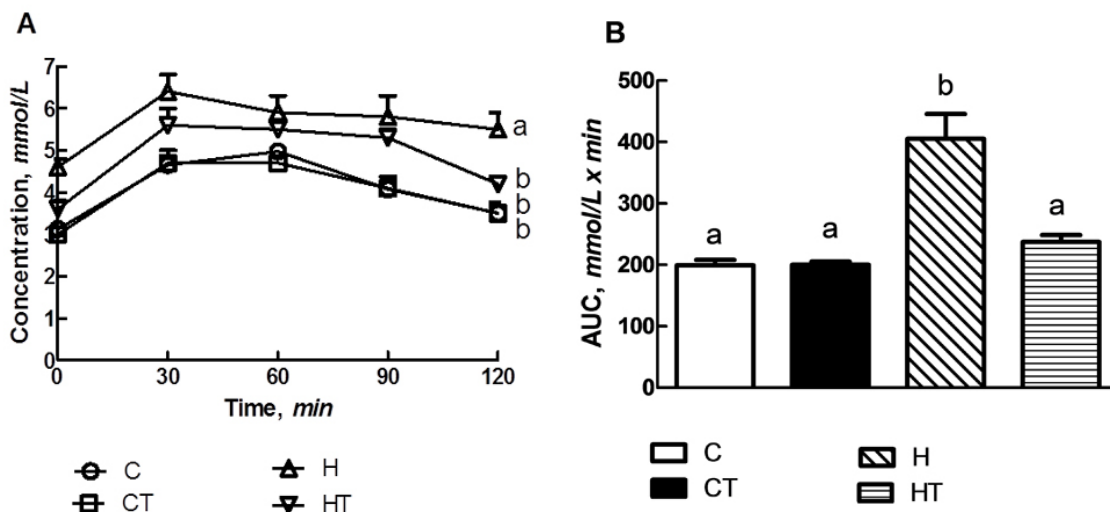 A
Concentration, mmol/L
7
6
5
4
3
2
1
0
0 30 60 90 120
Time, min
a
b
b
b
C
H
CT
HT
B
AUC, mmol/L x min
500
400
300
200
100
0
a
a
b
a
C
H
CT
HT